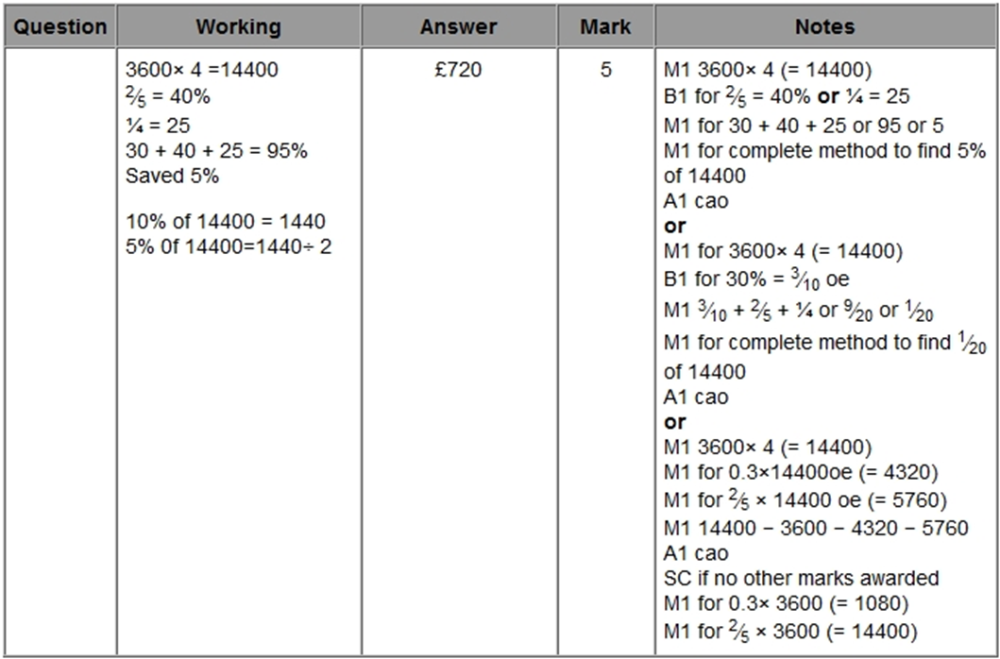 Question Working Answer Mark Notes
3600× 4 =14400
⅖ = 40%
¼ = 25
30 + 40 + 25 = 95%
Saved 5%
10% of 14400 = 1440
5% 0f 14400=1440÷ 2
£720
5
M1 3600× 4 (= 14400)
B1 for ⅖ = 40% or ¼ = 25
M1 for 30 + 40 + 25 or 95 or 5
M1 for complete method to find 5%
of 14400
A1 cao
or
M1 for 3600× 4 (= 14400)
B1 for 30% = 3⁄10 oe
M1 3⁄10 + ⅖ + ¼ or 9⁄20 or 1⁄20
M1 for complete method to find 1⁄20
of 14400
A1 cao
or
M1 3600× 4 (= 14400)
M1 for 0.3×14400oe (= 4320)
M1 for ⅖ × 14400 oe (= 5760)
M1 14400 − 3600 − 4320 − 5760
A1 cao
SC if no other marks awarded
M1 for 0.3× 3600 (= 1080)
M1 for ⅖ × 3600 (= 14400)